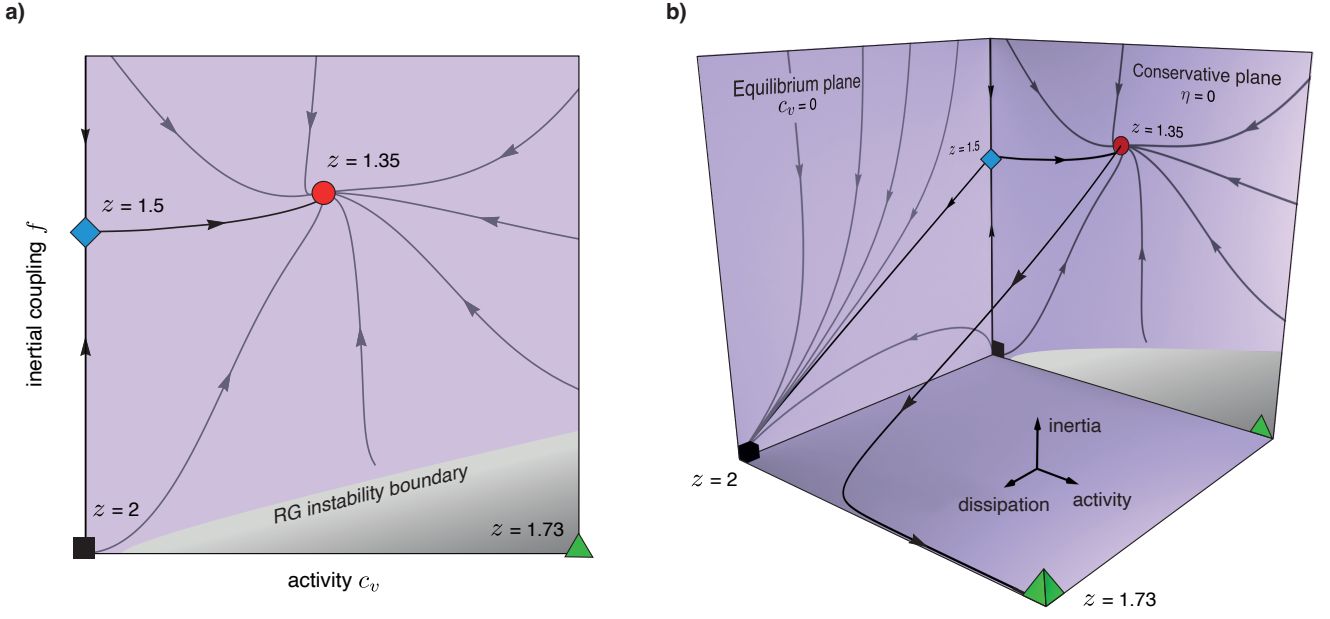 a)
z = 1.35
z = 1.5
inertial coupling f
z = 2
RG instability boundary
z = 1.73
activity c_v
b)
Equilibrium plane
c_v = 0
Conservative plane
η = 0
z = 1.35
z = 1.5
inertia
dissipation
activity
z = 2
z = 1.73